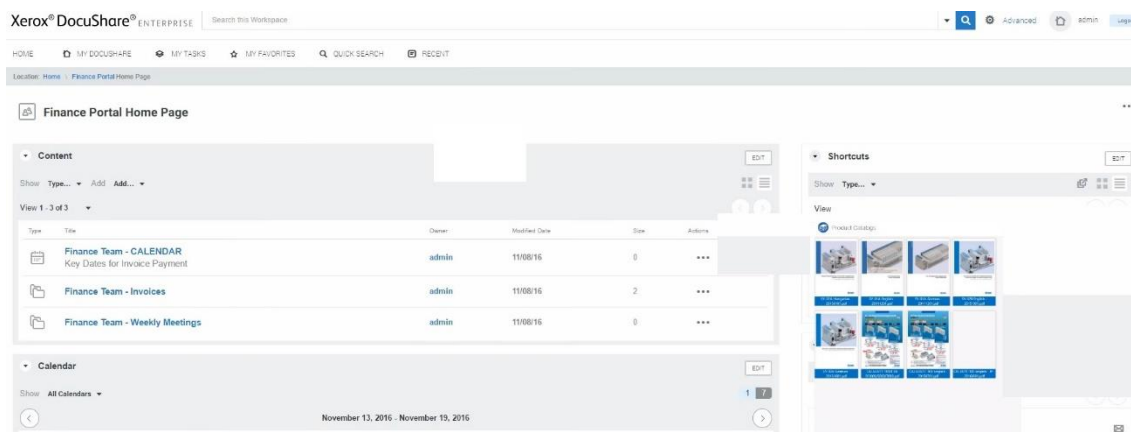 Xerox® DocuShare® ENTERPRISE
Search this Workspace
Advanced
admin
HOME
MY DOCUSHARE
MY TASKS
MY FAVORITES
QUICK SEARCH
RECENT
Location: Home \ Finance Portal Home Page
Finance Portal Home Page
Content
EDIT
Show Type... Add Add...
View 1 - 3 of 3
Type Title Owner Modified Date Size Actions
Finance Team - CALENDAR admin 11/08/16 0
Key Dates for Invoice Payment
Finance Team - Invoices admin 11/08/16 2
Finance Team - Weekly Meetings admin 11/08/16 0
Calendar
EDIT
Show All Calendars
1 7
November 13, 2016 - November 19, 2016
Shortcuts
EDIT
Show Type...
View
Product Catalogs